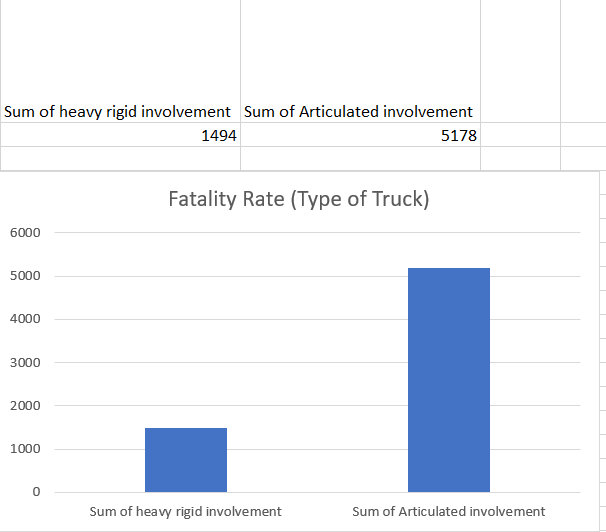 Sum of heavy rigid involvement Sum of Articulated involvement
1494 5178
Fatality Rate (Type of Truck)
6000
5000
4000
3000
2000
1000
0
Sum of heavy rigid involvement Sum of Articulated involvement